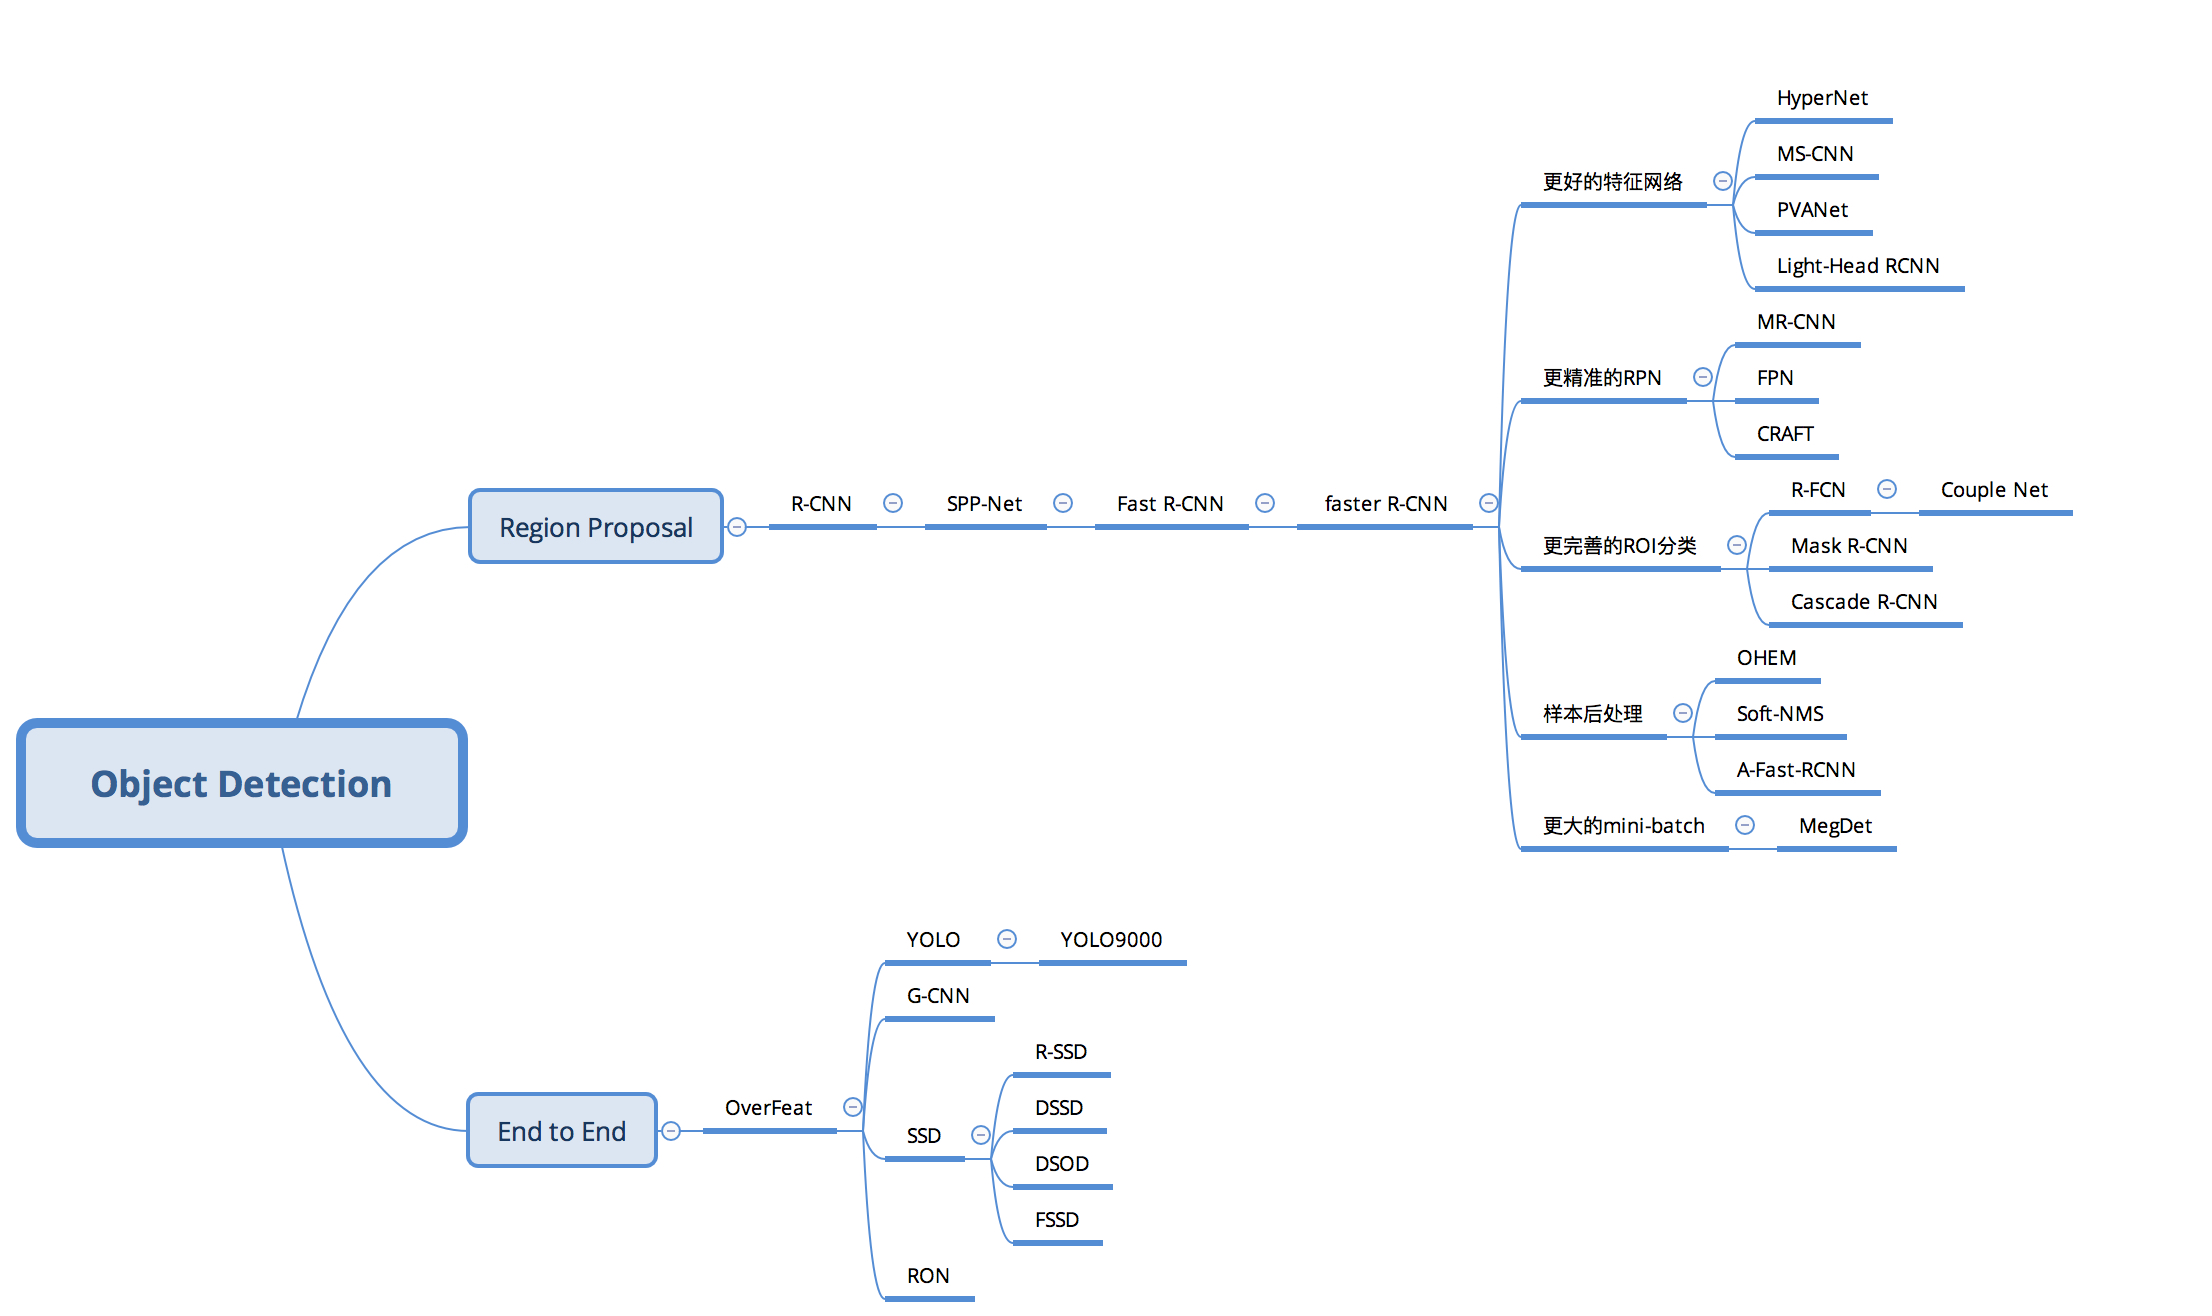 Object Detection
Region Proposal
R-CNN
SPP-Net
Fast R-CNN
faster R-CNN
更好的特征网络
HyperNet
MS-CNN
PVANet
Light-Head RCNN
更精准的RPN
MR-CNN
FPN
CRAFT
更完善的ROI分类
R-FCN
Couple Net
Mask R-CNN
Cascade R-CNN
样本后处理
OHEM
Soft-NMS
A-Fast-RCNN
更大的mini-batch
MegDet
End to End
OverFeat
YOLO
YOLO9000
G-CNN
SSD
R-SSD
DSSD
DSOD
FSSD
RON